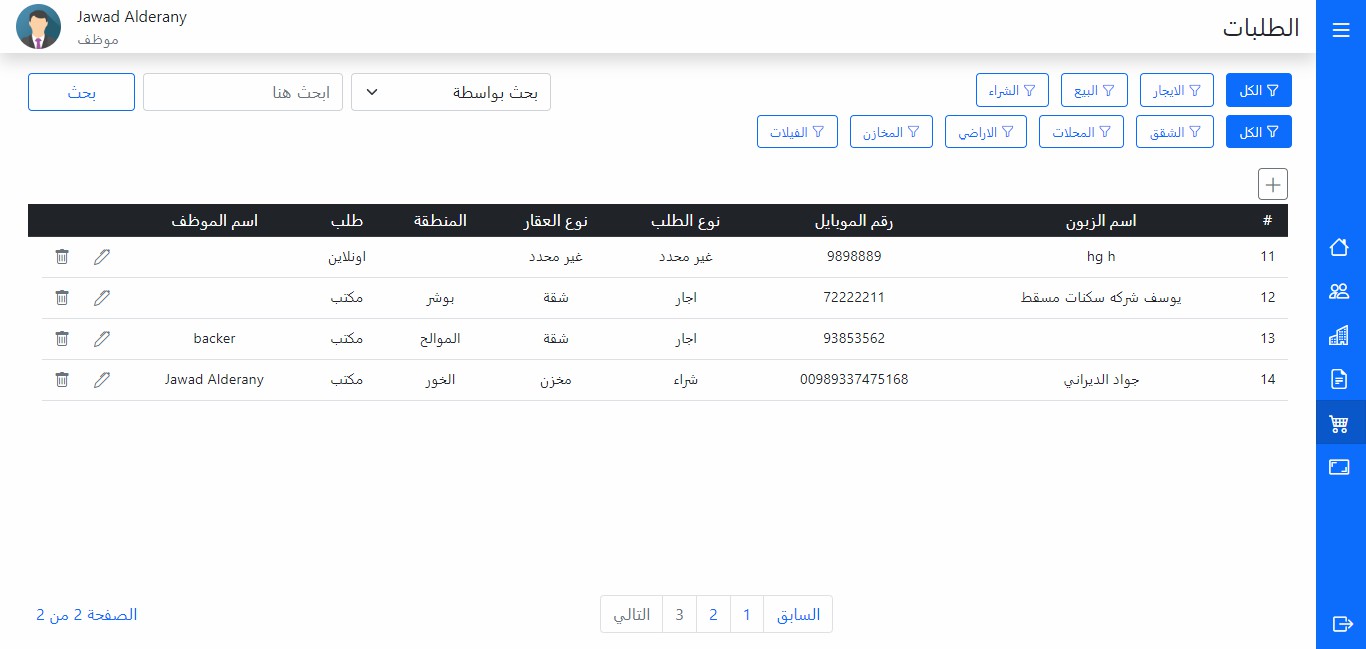 الطلبات
Jawad Alderany
موظف
الكل الايجار البيع الشراء
بحث بواسطة ابحث هنا بحث
الكل الشقق المحلات الاراضي المخازن الفيلات
# اسم الزبون رقم الموبايل نوع الطلب نوع العقار المنطقة طلب اسم الموظف
11 hg h 9898889 غير محدد غير محدد اونلاين
12 يوسف شركه سكنات مسقط 72222211 اجار شقة بوشر مكتب
13 93853562 اجار شقة الموالح مكتب backer
14 جواد الديراني 00989337475168 شراء مخزن الخور مكتب Jawad Alderany
السابق 1 2 3 التالي
الصفحة 2 من 2